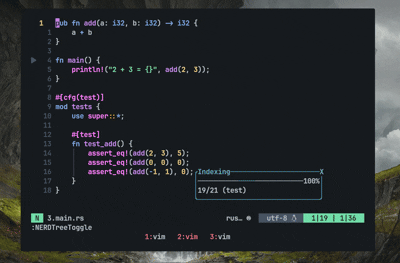 1 pub fn add(a: i32, b: i32) -> i32 {
1 a + b
2 }
3
4 fn main() {
5 println!("2 + 3 = {}", add(2, 3));
6 }
7
8 #[cfg(test)]
9 mod tests {
10 use super::*;
11
12 #[test]
13 fn test_add() {
14 assert_eq!(add(2, 3), 5);
15 assert_eq!(add(0, 0), 0);
16 assert_eq!(add(-1, 1), 0);
17 }
18 }
Indexing X
100%
19/21 (test)
N 3.main.rs rus… utf-8 1|19 | 1|36
:NERDTreeToggle
1:vim 2:vim 3:vim